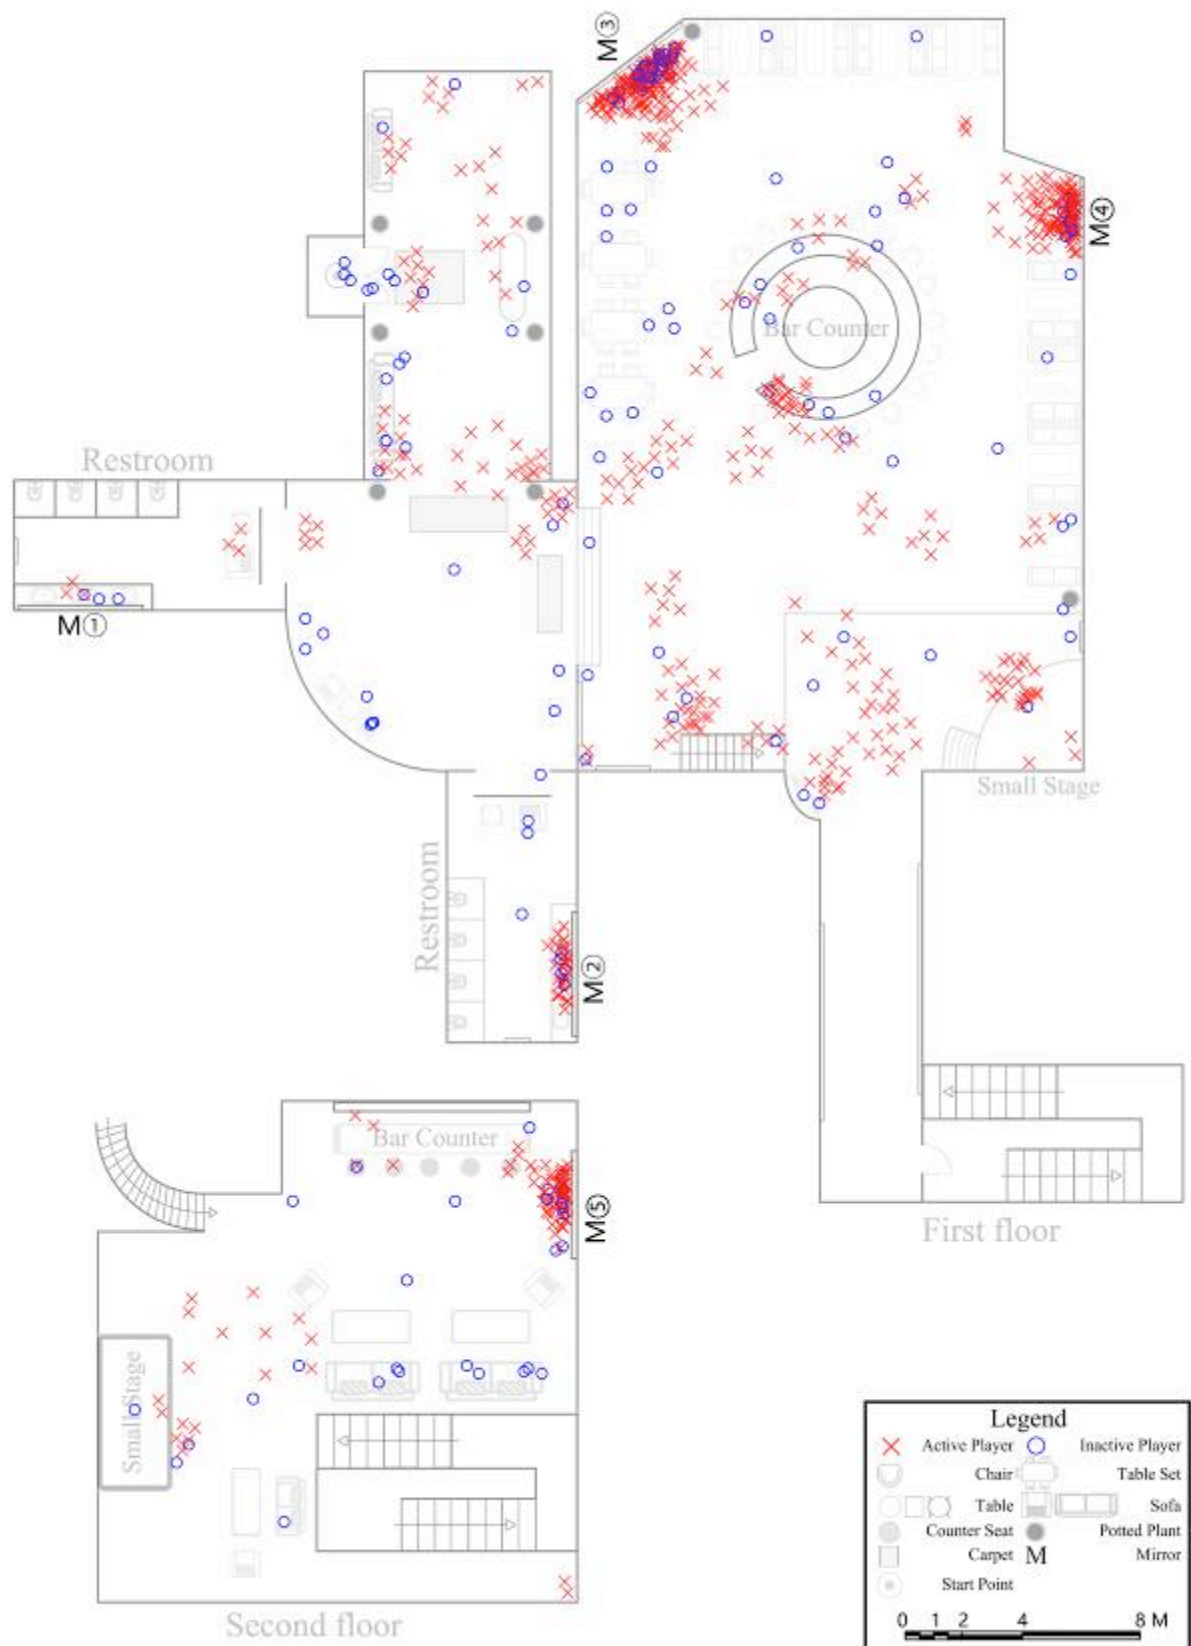 M③
M④
Bar Counter
Restroom
M①
Small Stage
Restroom
M②
Bar Counter
M⑤
First floor
Small Stage
Second floor
Legend
Active Player
Inactive Player
Chair
Table Set
Table
Sofa
Counter Seat
Potted Plant
Carpet
M
Mirror
Start Point
0 1 2 4 8 M